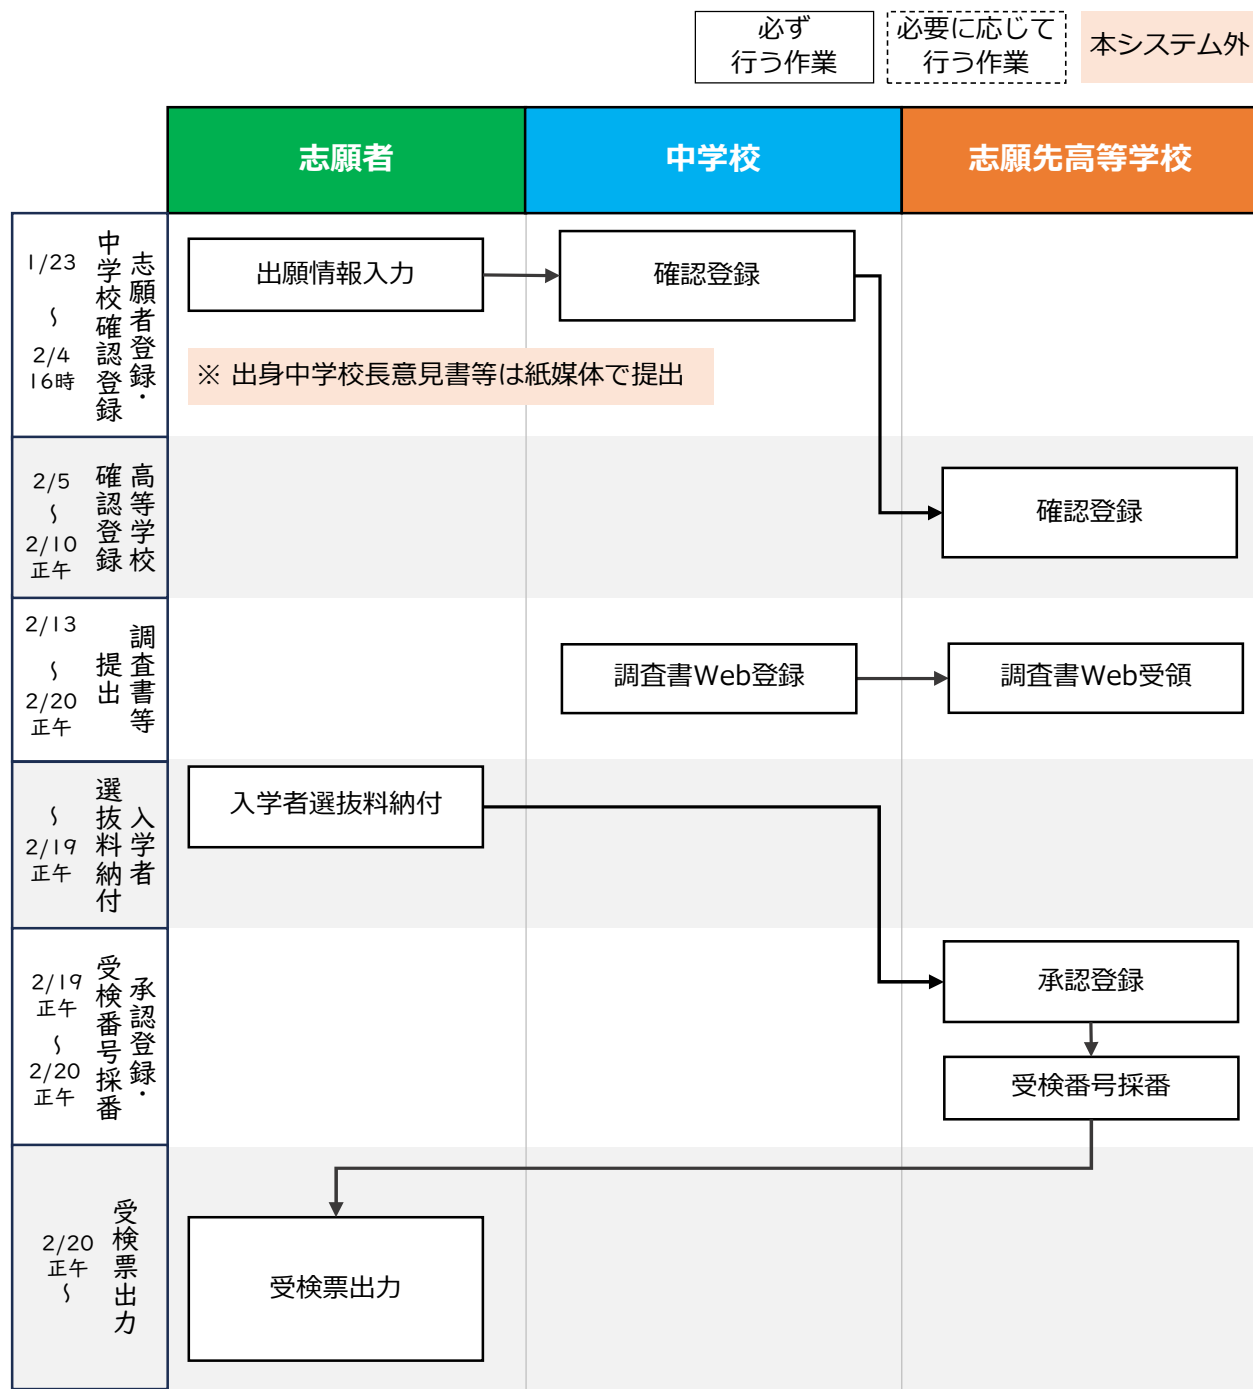 必ず
行う作業
必要に応じて
行う作業
本システム外
志願者
中学校
志願先高等学校
1/23
～
2/4
16時
志願者登録・
中学校確認登録
出願情報入力
確認登録
※ 出身中学校長意見書等は紙媒体で提出
2/5
～
2/10
正午
高等学校
確認登録
確認登録
2/13
～
2/20
正午
調査書等
提出
調査書Web登録
調査書Web受領
～
2/19
正午
入学者
選抜料納付
入学者選抜料納付
2/19
正午
～
2/20
正午
承認登録・
受検番号採番
承認登録
受検番号採番
2/20
正午
～
受検票出力
受検票出力